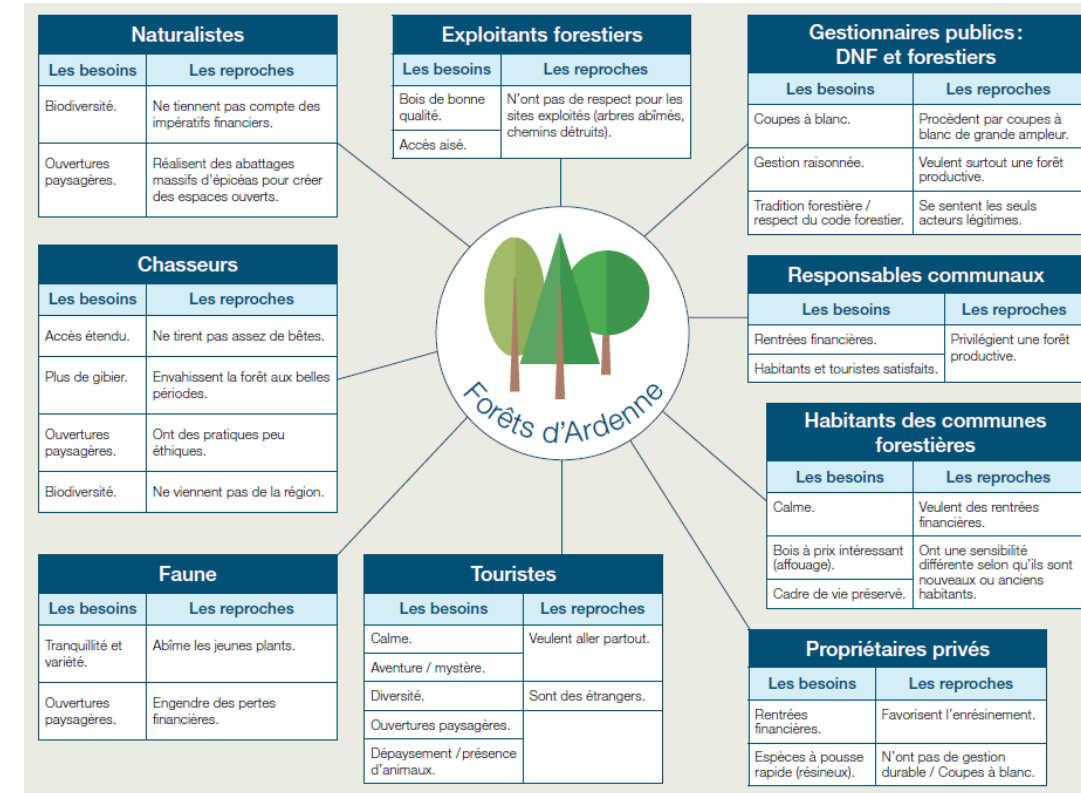 Naturalistes
Les besoins
Les reproches
Biodiversité.
Ne tiennent pas compte des
impératifs financiers.
Ouvertures
paysagères.
Réalisent des abattages
massifs d'épicéas pour créer
des espaces ouverts.
Exploitants forestiers
Les besoins
Les reproches
Bois de bonne
qualité.
Accès aisé.
N'ont pas de respect pour les
sites exploités (arbres abîmés,
chemins détruits).
Gestionnaires publics :
DNF et forestiers
Les besoins
Les reproches
Coupes à blanc.
Procèdent par coupes à
blanc de grande ampleur.
Gestion raisonnée.
Veulent surtout une forêt
productive.
Tradition forestière /
respect du code forestier.
Se sentent les seuls
acteurs légitimes.
Chasseurs
Les besoins
Les reproches
Accès étendu.
Ne tirent pas assez de bêtes.
Plus de gibier.
Envahissent la forêt aux belles
périodes.
Ouvertures
paysagères.
Ont des pratiques peu
éthiques.
Biodiversité.
Ne viennent pas de la région.
Forêts d'Ardenne
Responsables communaux
Les besoins
Les reproches
Rentrées financières.
Habitants et touristes satisfaits.
Privilégient une forêt
productive.
Habitants des communes
forestières
Les besoins
Les reproches
Calme.
Veulent des rentrées
financières.
Bois à prix intéressant
(affouage).
Cadre de vie préservé.
Ont une sensibilité
différente selon qu'ils sont
nouveaux ou anciens
habitants.
Faune
Les besoins
Les reproches
Tranquillité et
variété.
Abîme les jeunes plants.
Ouvertures
paysagères.
Engendre des pertes
financières.
Touristes
Les besoins
Les reproches
Calme.
Aventure / mystère.
Veulent aller partout.
Diversité.
Sont des étrangers.
Ouvertures paysagères.
Dépaysement / présence
d'animaux.
Propriétaires privés
Les besoins
Les reproches
Rentrées
financières.
Favorisent l'enrésinement.
Espèces à pousse
rapide (résineux).
N'ont pas de gestion
durable / Coupes à blanc.